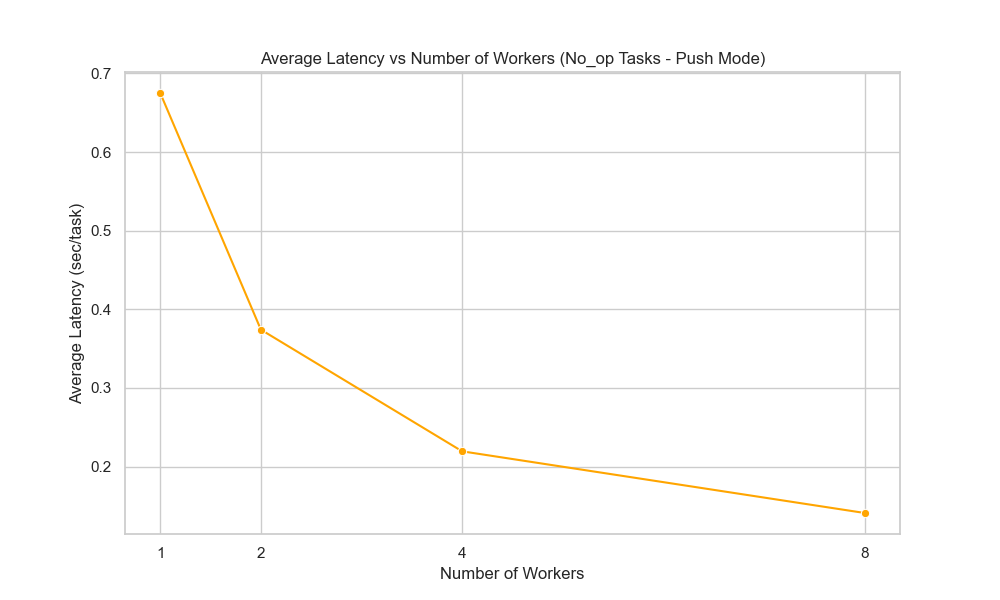 Average Latency vs Number of Workers (No_op Tasks - Push Mode)
Average Latency (sec/task)
0.7
0.6
0.5
0.4
0.3
0.2
1 2 4 8
Number of Workers